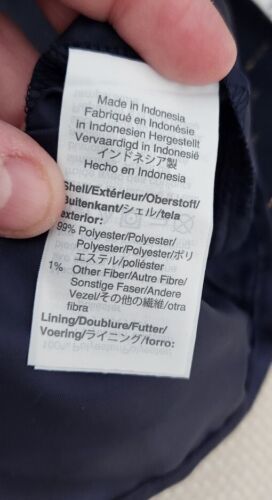 Made in Indonesia
Fabriqué en Indonésie
In Indonesien Hergestellt
Vervaardigd in Indonesië
インドネシア製
Hecho en Indonesia
Shell/Extérieur/Oberstoff/
Buitenkant/シェル/tela
exterior:
99% Polyester/Polyester/
Polyester/Polyester/ポリ
エステル/poliéster
1% Other Fiber/Autre Fibre/
Sonstige Faser/Andere
Vezel/その他の繊維/otra
fibra
Lining/Doublure/Futter/
Voering/ライニング/forro: